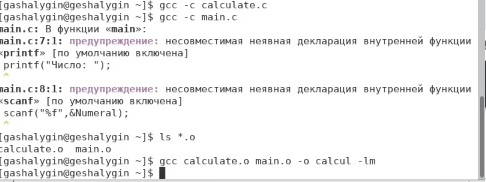 [gashalygin@geshalygin ~]$ gcc -c calculate.c
[gashalygin@geshalygin ~]$ gcc -c main.c
main.c: В функции «main»:
main.c:7:1: предупреждение: несовместимая неявная декларация внутренней функции
«printf» [по умолчанию включена]
printf("Число: ");
^
main.c:8:1: предупреждение: несовместимая неявная декларация внутренней функции
«scanf» [по умолчанию включена]
scanf("%f",&Numeral);
^
[gashalygin@geshalygin ~]$ ls *.o
calculate.o main.o
[gashalygin@geshalygin ~]$ gcc calculate.o main.o -o calcul -lm
[gashalygin@geshalygin ~]$